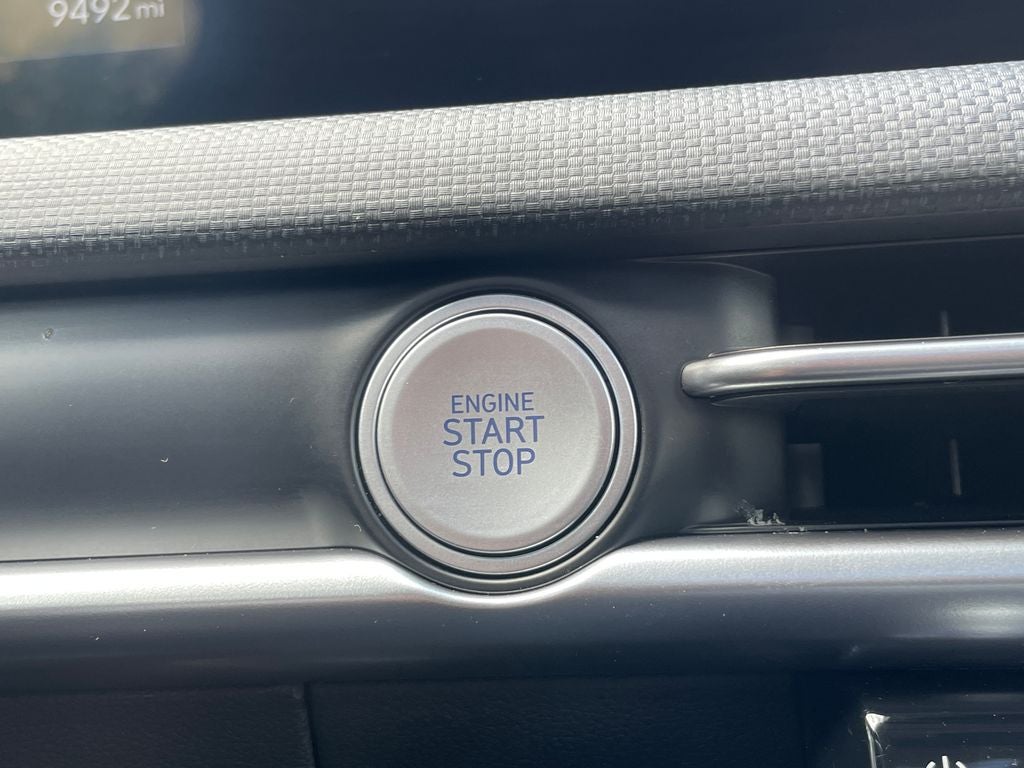 9492 mi
ENGINE
START
STOP